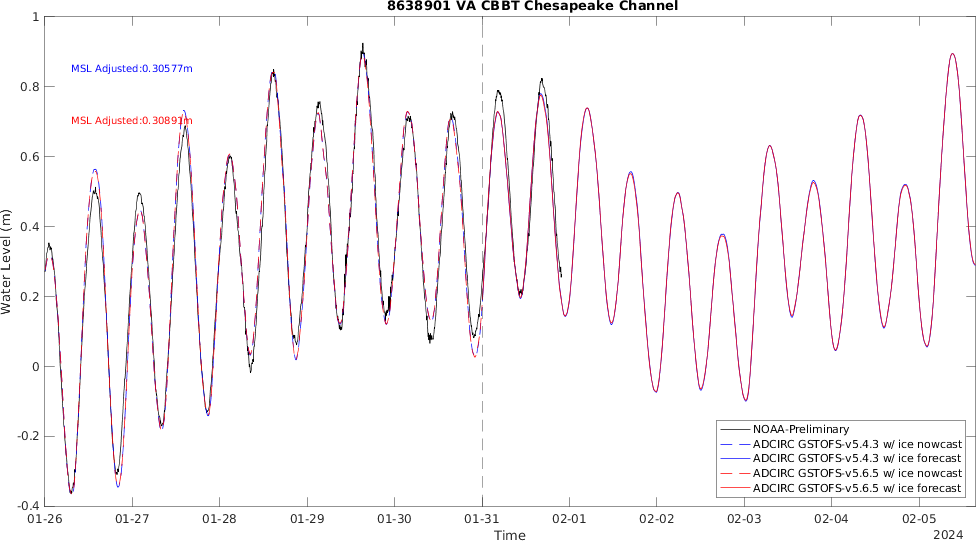 8638901 VA CBBT Chesapeake Channel
1
0.8
0.6
0.4
0.2
0
-0.2
-0.4
Water Level (m)
MSL Adjusted:0.30577m
MSL Adjusted:0.30891m
NOAA-Preliminary
ADCIRC GSTOFS-v5.4.3 w/ ice nowcast
ADCIRC GSTOFS-v5.4.3 w/ ice forecast
ADCIRC GSTOFS-v5.6.5 w/ ice nowcast
ADCIRC GSTOFS-v5.6.5 w/ ice forecast
01-26 01-27 01-28 01-29 01-30 01-31 02-01 02-02 02-03 02-04 02-05
Time
2024